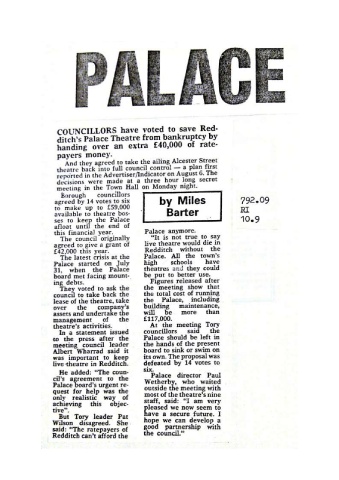 PALACE
COUNCILLORS have voted to save Red-
ditch's Palace Theatre from bankruptcy by
handing over an extra £40,000 of rate-
payers money.
And they agreed to take the ailing Alcester Street
theatre back into full council control — a plan first
reported in the Advertiser/Indicator on August 6. The
decisions were made at a three hour long secret
meeting in the Town Hall on Monday night.
Borough councillors
agreed by 14 votes to six
to make up to £59,000
available to theatre bos-
ses to keep the Palace
afloat until the end of
this financial year.
The council originally
agreed to give a grant of
£42,000 this year.
The latest crisis at the
Palace started on July
31, when the Palace
board met facing mount-
ing debts.
They voted to ask the
council to take back the
lease of the theatre, take
over the company's
assets and undertake the
management of the
theatre's activities.
In a statement issued
to the press after the
meeting council leader
Albert Wharrad said it
was important to keep
live theatre in Redditch.
He added: "The coun-
cil's agreement to the
Palace board's urgent re-
quest for help was the
only realistic way of
achieving this objec-
tive".
But Tory leader Pat
Wilson disagreed. She
said: "The ratepayers of
Redditch can't afford the
by Miles
Barter
Palace anymore.
"It is not true to say
live theatre would die in
Redditch without the
Palace. All the town's
high schools have
theatres and they could
be put to better use.
Figures released after
the meeting show that
the total cost of running
the Palace, including
building maintenance,
will be more than
£117,000.
At the meeting Tory
councillors said the
Palace should be left in
the hands of the present
board to sink or swim on
its own. The proposal was
defeated by 14 votes to
six.
Palace director Paul
Wetherby, who waited
outside the meeting with
most of the theatre's nine
staff, said: "I am very
pleased we now seem to
have a secure future. I
hope we can develop a
good partnership with
the council."
792.09
RI
10.9